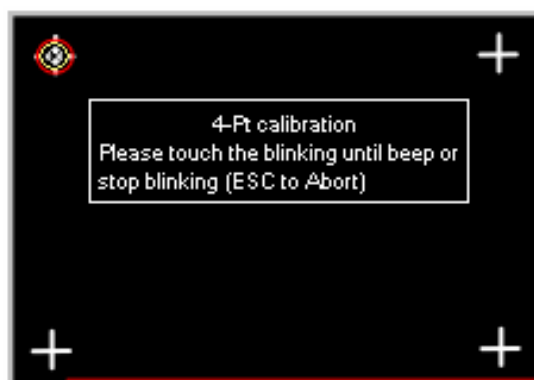 4-Pt calibration
Please touch the blinking until beep or
stop blinking (ESC to Abort)